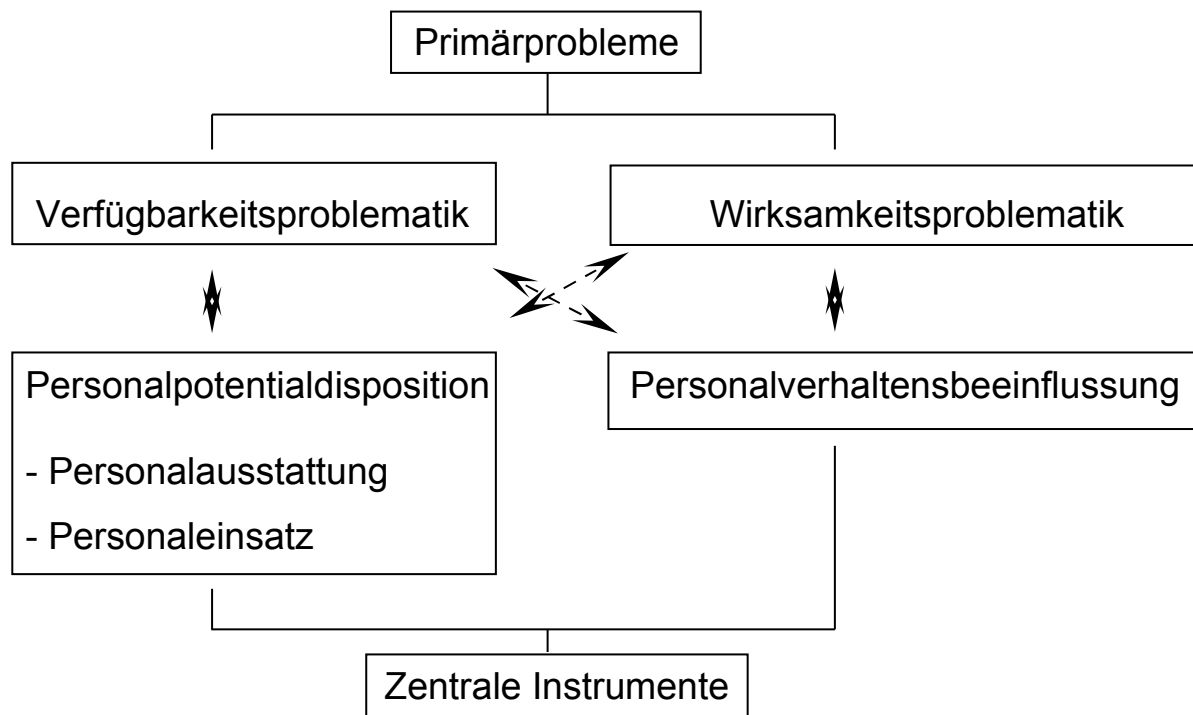 Primärprobleme
Verfügbarkeitsproblematik
Wirksamkeitsproblematik
Personalpotentialdisposition
- Personalausstattung
- Personaleinsatz
Personalverhaltensbeeinflussung
Zentrale Instrumente